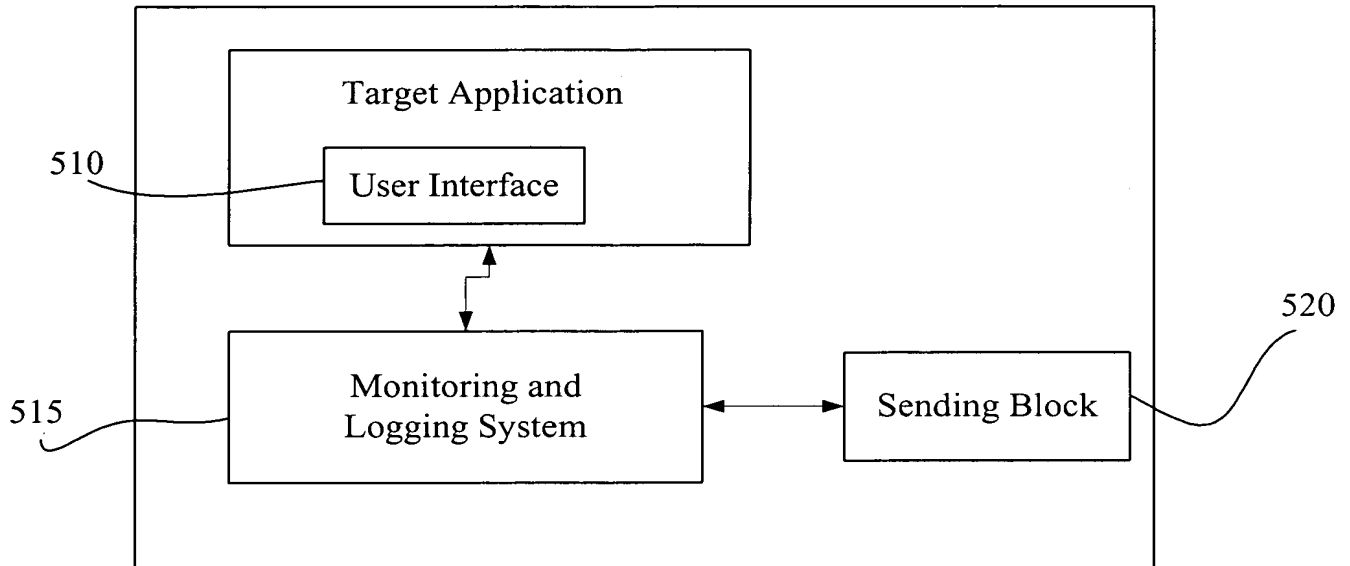 Target Application
510
User Interface
520
Monitoring and
Logging System
515
Sending Block